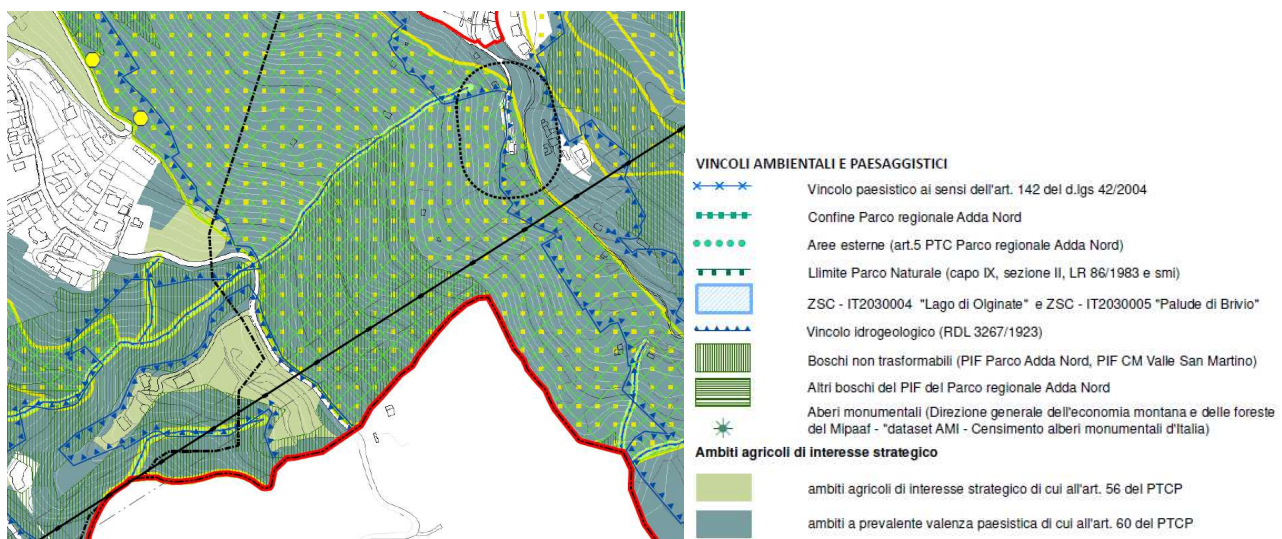 VINCOLI AMBIENTALI E PAESAGGISTICI
Vincolo paesistico ai sensi dell'art. 142 del d.lgs 42/2004
Confine Parco regionale Adda Nord
Aree esterne (art.5 PTC Parco regionale Adda Nord)
Llimite Parco Naturale (capo IX, sezione II, LR 86/1983 e smi)
ZSC - IT2030004 "Lago di Olginate" e ZSC - IT2030005 "Palude di Brivio"
Vincolo idrogeologico (RDL 3267/1923)
Boschi non trasformabili (PIF Parco Adda Nord, PIF CM Valle San Martino)
Altri boschi del PIF del Parco regionale Adda Nord
Aberi monumentali (Direzione generale dell'economia montana e delle foreste
del Mipaaf - "dataset AMI - Censimento alberi monumentali d'Italia)
Ambiti agricoli di interesse strategico
ambiti agricoli di interesse strategico di cui all'art. 56 del PTCP
ambiti a prevalente valenza paesistica di cui all'art. 60 del PTCP